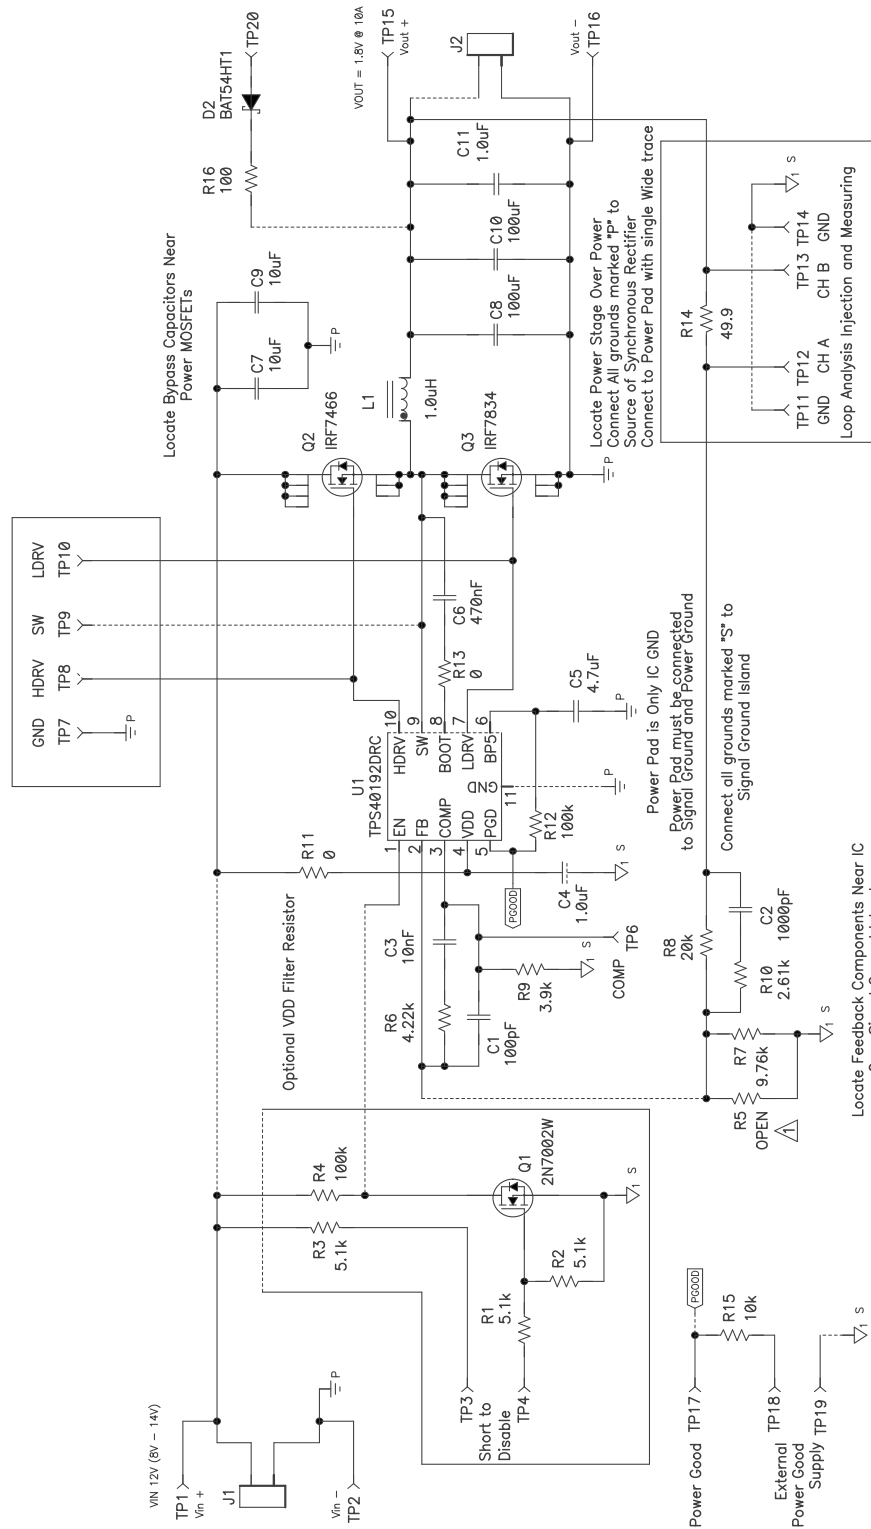 GND
HDRV
SW
LDRV
TP7
TP8
TP9
TP10
P
VIN 12V (8V – 14V)
TP1
Vin +
J1
Vin –
TP2
P
Short to
Disable
TP3
TP4
R1
5.1k
R2
5.1k
R3
5.1k
R4
100k
Q1
2N7002W
1 S
Optional VDD Filter Resistor
R11
0
R6
4.22k
C3
10nF
C1
100pF
R9
3.9k
1 S
COMP TP6
C4
1.0uF
1 S
PGOOD
R12
100k
U1
TPS40192DRC
1 EN
2 FB
3 COMP
4 VDD
5 PGD
HDRV 10
SW 9
BOOT 8
LDRV 7
BP5 6
GND
11
P
R13
0
C6
470nF
C5
4.7uF
P
Locate Bypass Capacitors Near
Power MOSFETs
C7
10uF
C9
10uF
P
Q2
IRF7466
Q3
IRF7834
P
L1
1.0uH
R16
100
D2
BAT54HT1
TP20
C8
100uF
C10
100uF
C11
1.0uF
VOUT = 1.8V @ 10A
TP15
Vout +
J2
Vout –
TP16
Locate Power Stage Over Power
Connect All grounds marked "P" to
Source of Synchronous Rectifier
Connect to Power Pad with single Wide trace
Power Pad is Only IC GND
Power Pad must be connected
to Signal Ground and Power Ground
Connect all grounds marked "S" to
Signal Ground Island
R14
49.9
TP11 TP12
GND CH A
TP13 TP14
CH B GND
1 S
Loop Analysis Injection and Measuring
R8
20k
R10
2.61k
C2
1000pF
R7
9.76k
R5
OPEN
1
1 S
Locate Feedback Components Near IC
Power Good TP17
PGOOD
R15
10k
External TP18
Power Good
Supply TP19
1 S